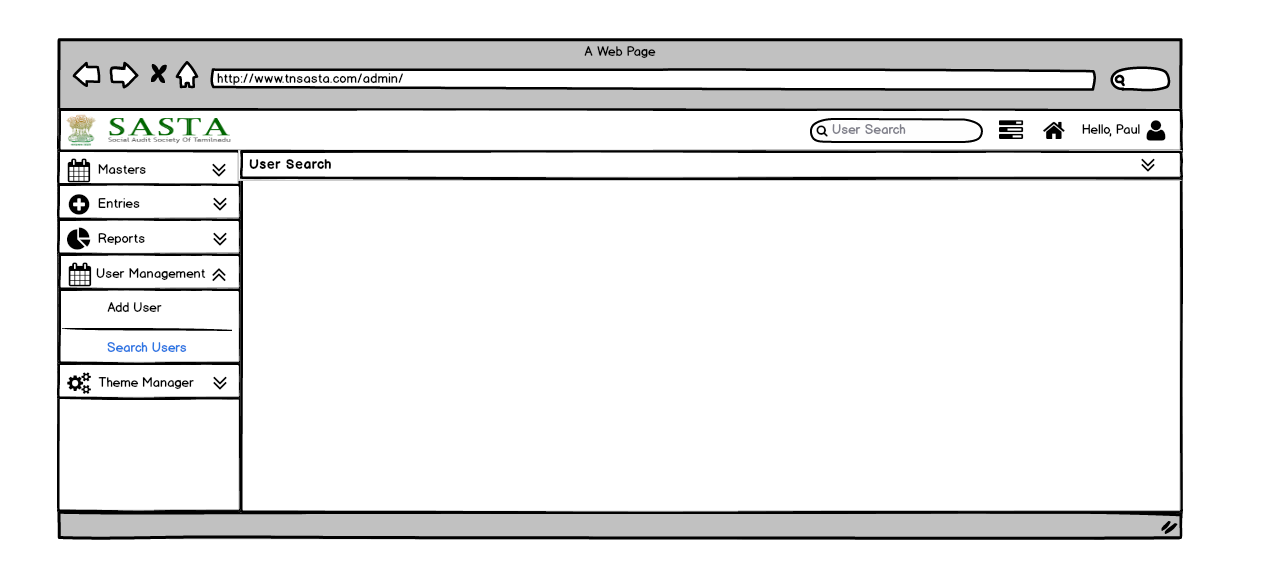 A Web Page
http://www.tnsasta.com/admin/
SASTA
Social Audit Society Of Tamilnadu
User Search
Hello, Paul
Masters
User Search
Entries
Reports
User Management
Add User
Search Users
Theme Manager